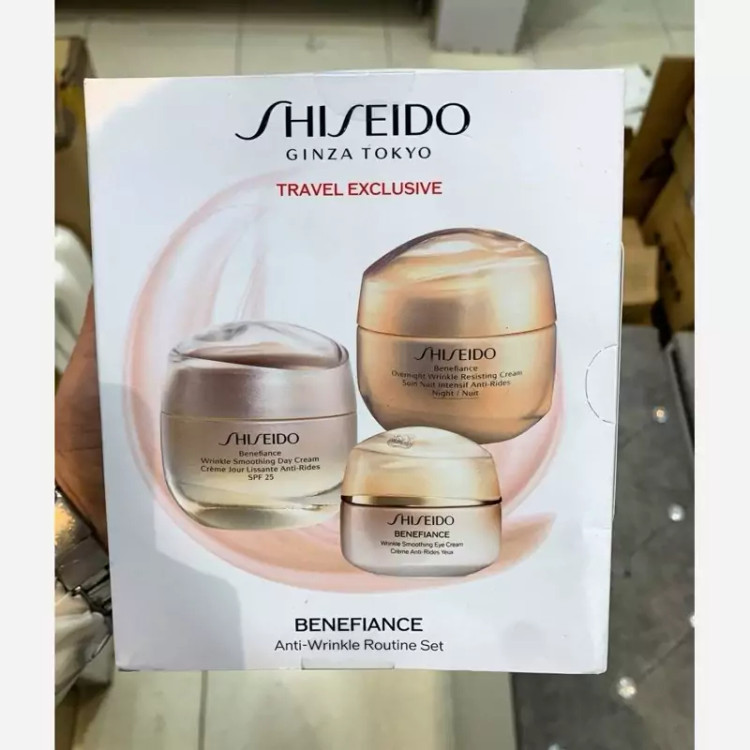 SHISEIDO
GINZA TOKYO
TRAVEL EXCLUSIVE
SHISEIDO
Benefiance
Overnight Wrinkle Resisting Cream
Soin Nuit Intensif Anti-Rides
Night / Nuit
SHISEIDO
Benefiance
Wrinkle Smoothing Day Cream
Crème Jour Lissante Anti-Rides
SPF 25
SHISEIDO
BENEFIANCE
Wrinkle Smoothing Eye Cream
Crème Anti-Rides Yeux
BENEFIANCE
Anti-Wrinkle Routine Set